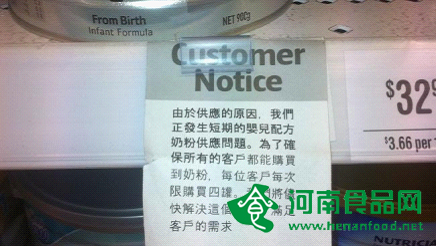 From Birth
Infant Formula
NET 900g
Customer
Notice
由於供應的原因，我們
正發生短期的嬰兒配方
奶粉供應問題。為了確
保所有的客戶都能購買
到奶粉，每位客戶每次
限購買四罐。
快解決這個
滿足
客戶的需求
$32
$3.66 per
河南食品网
www.henanfood.net
NUTRIC